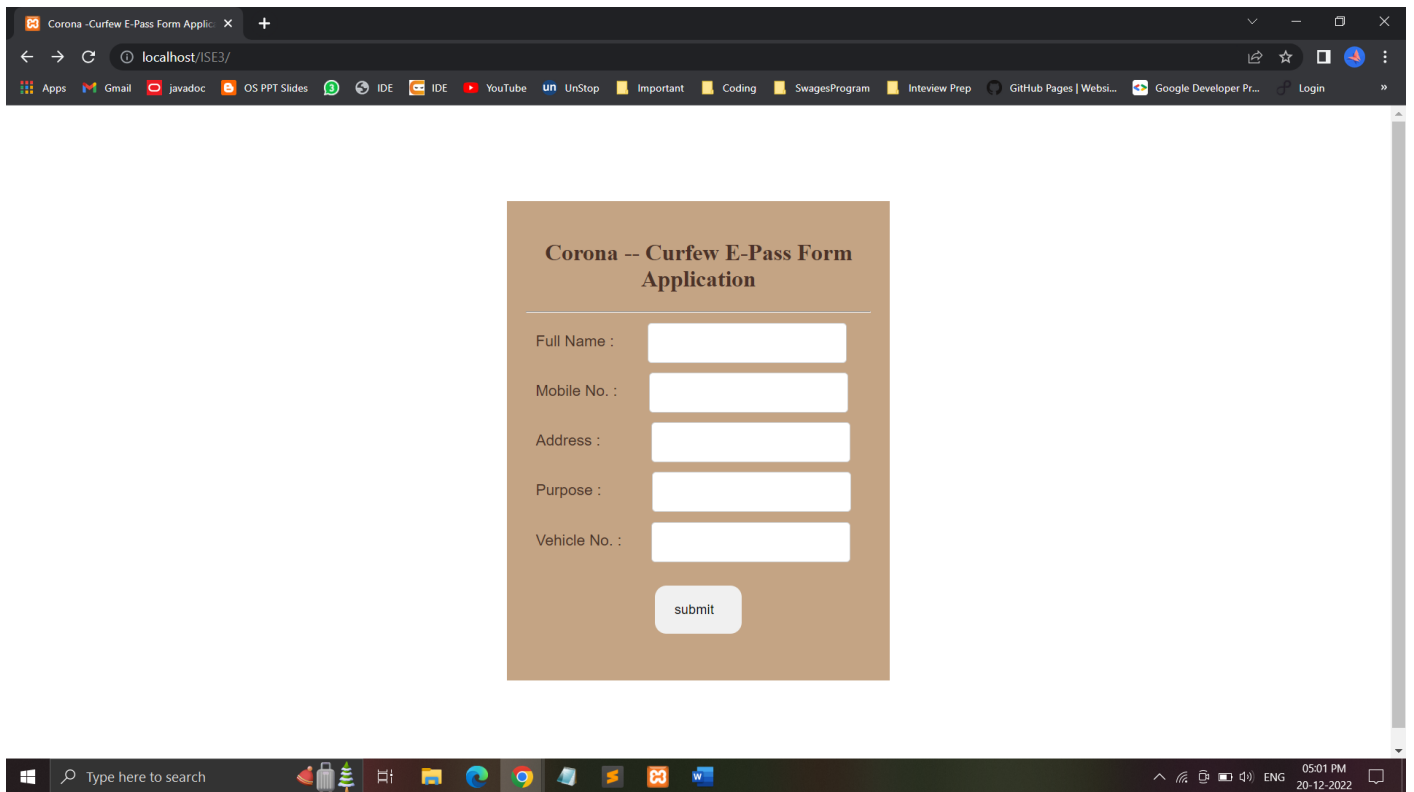 Corona -Curfew E-Pass Form Applic
localhost/ISE3/
Apps Gmail javadoc OS PPT Slides 3 IDE IDE YouTube un UnStop Important Coding SwagesProgram Inteview Prep GitHub Pages | Websi... Google Developer Pr... Login »
Corona -- Curfew E-Pass Form
Application
Full Name :
Mobile No. :
Address :
Purpose :
Vehicle No. :
submit
Type here to search
ENG
05:01 PM
20-12-2022